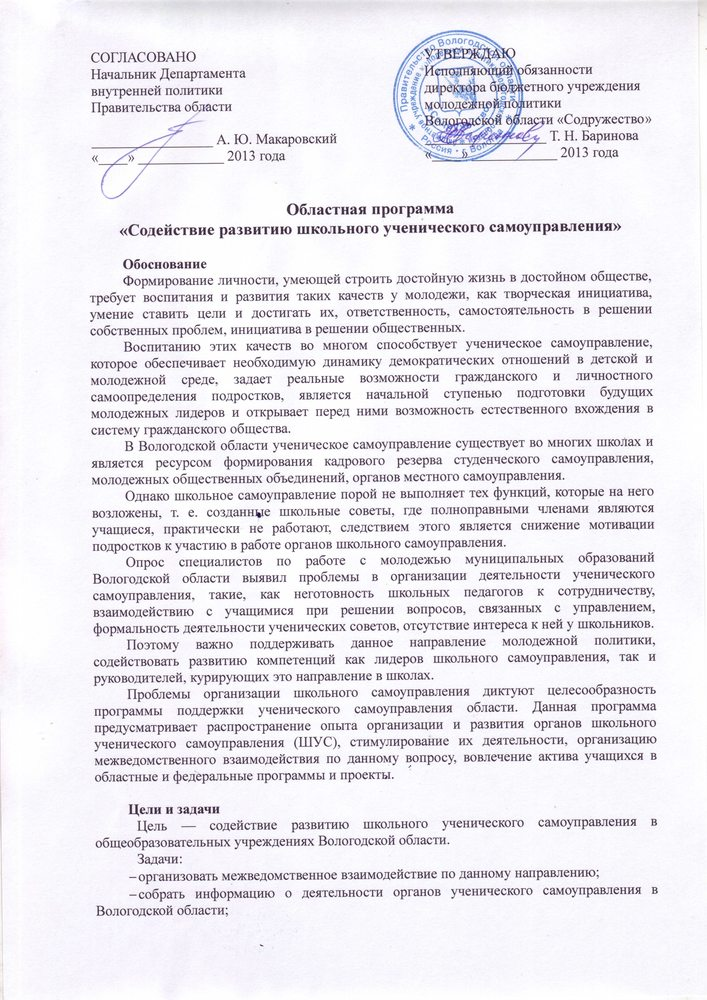 СОГЛАСОВАНО
Начальник Департамента
внутренней политики
Правительства области
____________________ А. Ю. Макаровский
«____» ____________ 2013 года
УТВЕРЖДАЮ
Исполняющий обязанности
директора бюджетного учреждения
молодежной политики
Вологодской области «Содружество»
Т. Н. Баринова
«____» ____________ 2013 года
Правительство Вологодской области
Россия • Вологда
Областная программа
«Содействие развитию школьного ученического самоуправления»
Обоснование
Формирование личности, умеющей строить достойную жизнь в достойном обществе,
требует воспитания и развития таких качеств у молодежи, как творческая инициатива,
умение ставить цели и достигать их, ответственность, самостоятельность в решении
собственных проблем, инициатива в решении общественных.
Воспитанию этих качеств во многом способствует ученическое самоуправление,
которое обеспечивает необходимую динамику демократических отношений в детской и
молодежной среде, задает реальные возможности гражданского и личностного
самоопределения подростков, является начальной ступенью подготовки будущих
молодежных лидеров и открывает перед ними возможность естественного вхождения в
систему гражданского общества.
В Вологодской области ученическое самоуправление существует во многих школах и
является ресурсом формирования кадрового резерва студенческого самоуправления,
молодежных общественных объединений, органов местного самоуправления.
Однако школьное самоуправление порой не выполняет тех функций, которые на него
возложены, т. е. созданные школьные советы, где полноправными членами являются
учащиеся, практически не работают, следствием этого является снижение мотивации
подростков к участию в работе органов школьного самоуправления.
Опрос специалистов по работе с молодежью муниципальных образований
Вологодской области выявил проблемы в организации деятельности ученического
самоуправления, такие, как неготовность школьных педагогов к сотрудничеству,
взаимодействию с учащимися при решении вопросов, связанных с управлением,
формальность деятельности ученических советов, отсутствие интереса к ней у школьников.
Поэтому важно поддерживать данное направление молодежной политики,
содействовать развитию компетенций как лидеров школьного самоуправления, так и
руководителей, курирующих это направление в школах.
Проблемы организации школьного самоуправления диктуют целесообразность
программы поддержки ученического самоуправления области. Данная программа
предусматривает распространение опыта организации и развития органов школьного
ученического самоуправления (ШУС), стимулирование их деятельности, организацию
межведомственного взаимодействия по данному вопросу, вовлечение актива учащихся в
областные и федеральные программы и проекты.
Цели и задачи
Цель — содействие развитию школьного ученического самоуправления в
общеобразовательных учреждениях Вологодской области.
Задачи:
–организовать межведомственное взаимодействие по данному направлению;
–собрать информацию о деятельности органов ученического самоуправления в
Вологодской области;